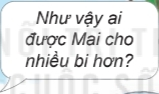 Như vậy ai
được Mai cho
nhiều bi hơn?